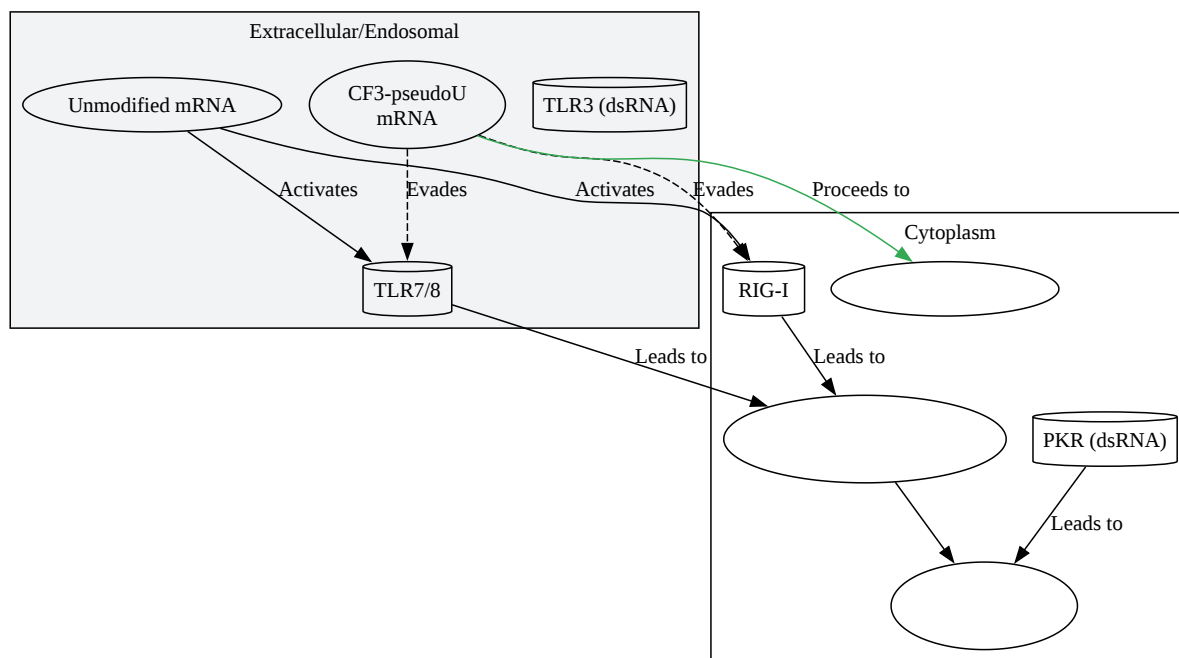 Extracellular/Endosomal
Unmodified mRNA
CF3-pseudoU
mRNA
TLR3 (dsRNA)
Activates
Evades
Activates
Evades
Proceeds to
Cytoplasm
TLR7/8
RIG-I
Leads to
Leads to
PKR (dsRNA)
Leads to